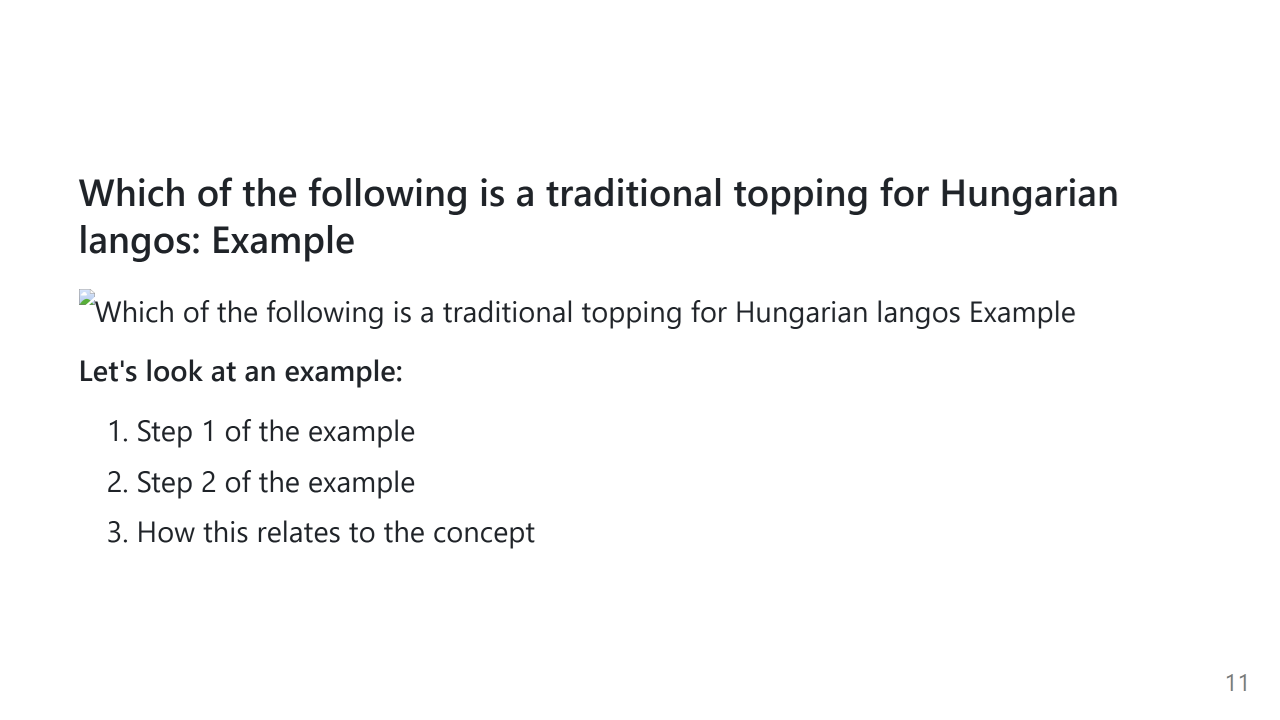 Which of the following is a traditional topping for Hungarian
langos: Example
Which of the following is a traditional topping for Hungarian langos Example
Let's look at an example:
1. Step 1 of the example
2. Step 2 of the example
3. How this relates to the concept
11